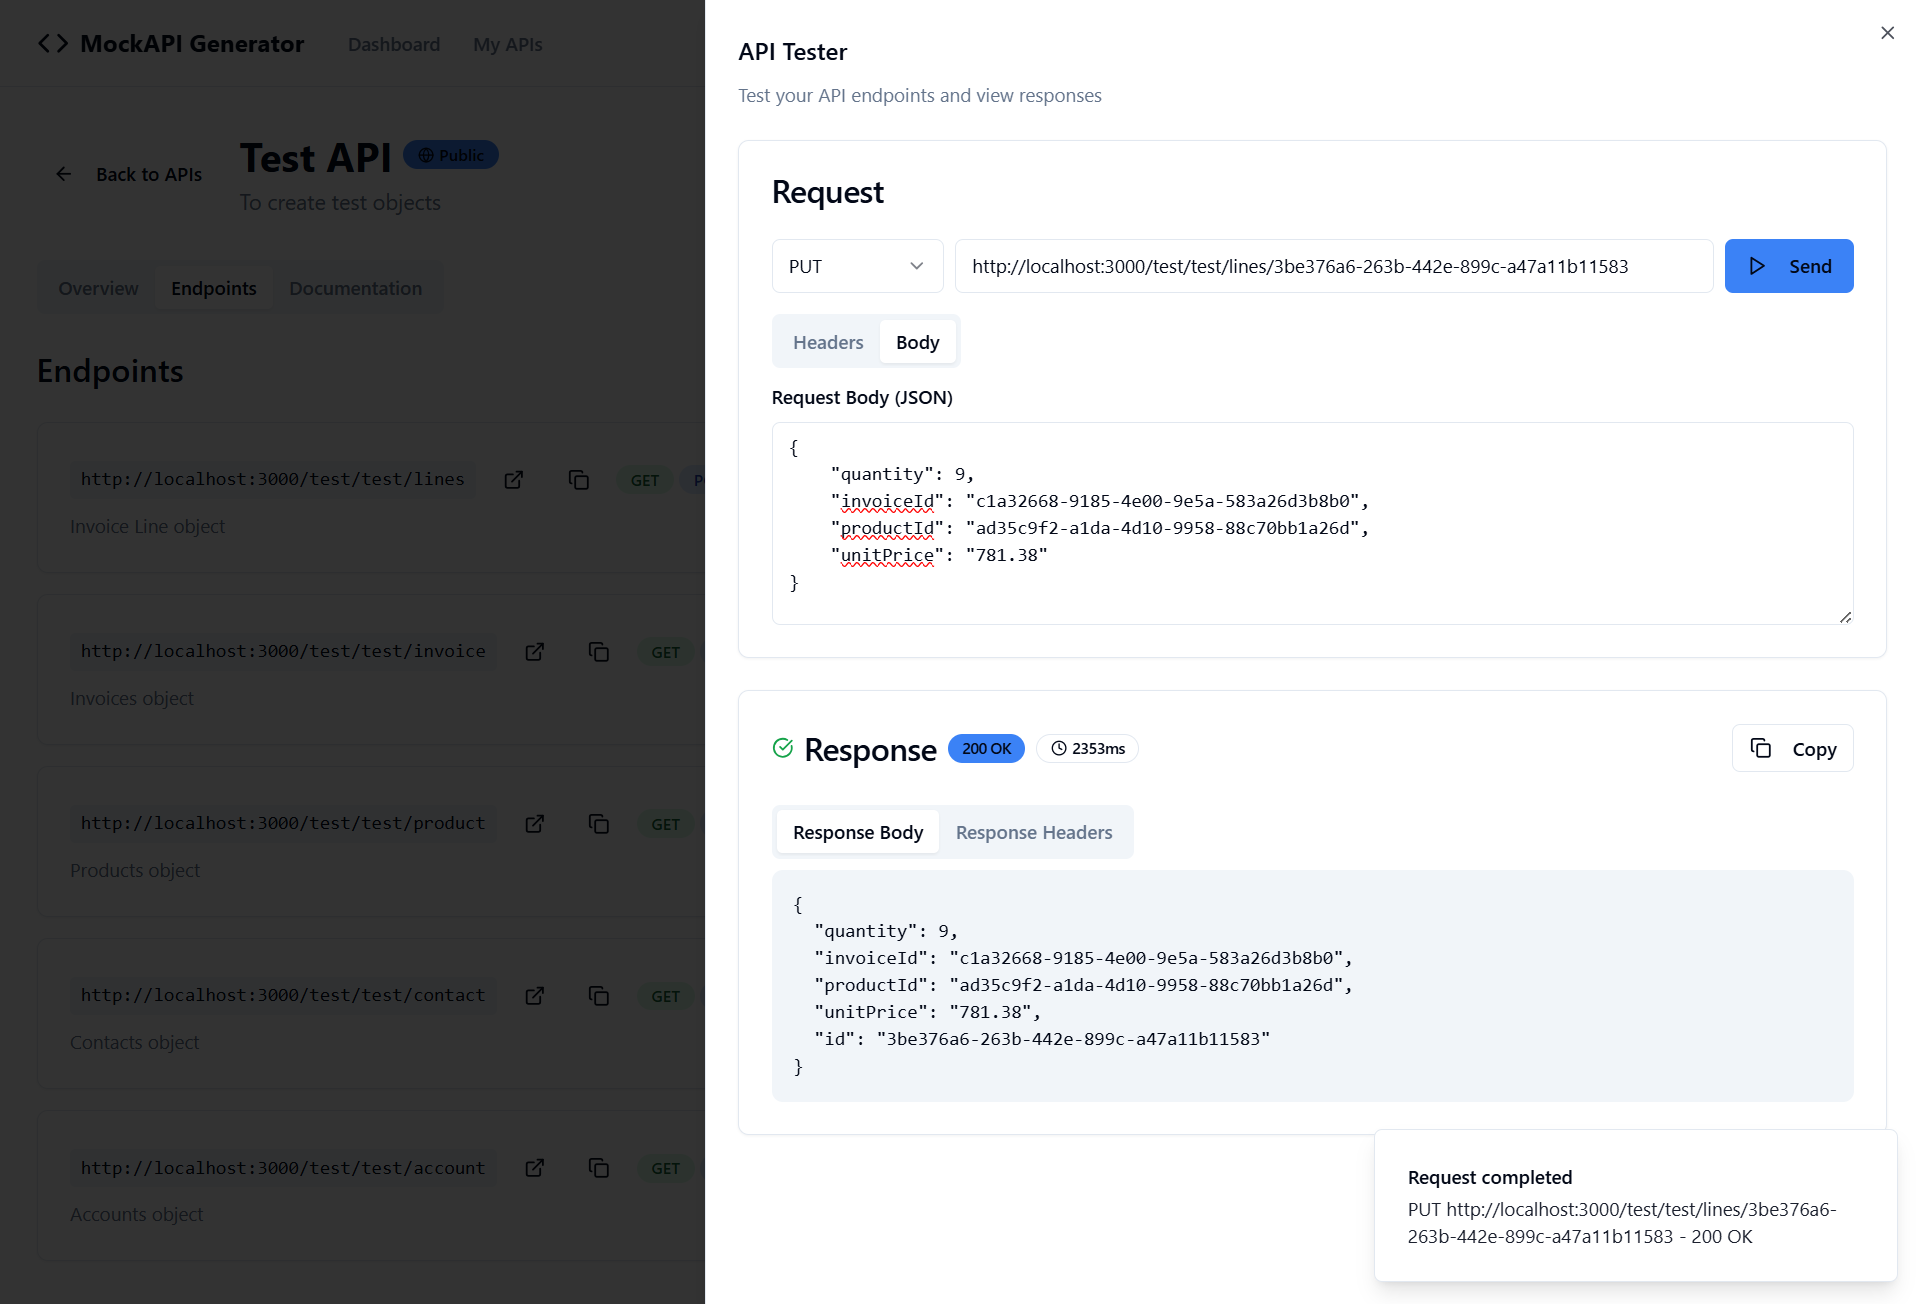 MockAPI Generator
Dashboard
My APIs
Back to APIs
Test API
Public
To create test objects
Overview
Endpoints
Documentation
Endpoints
http://localhost:3000/test/test/lines
GET
Invoice Line object
http://localhost:3000/test/test/invoice
GET
Invoices object
http://localhost:3000/test/test/product
GET
Products object
http://localhost:3000/test/test/contact
GET
Contacts object
http://localhost:3000/test/test/account
GET
Accounts object
API Tester
Test your API endpoints and view responses
Request
PUT
http://localhost:3000/test/test/lines/3be376a6-263b-442e-899c-a47a11b11583
Send
Headers
Body
Request Body (JSON)
{
"quantity": 9,
"invoiceId": "c1a32668-9185-4e00-9e5a-583a26d3b8b0",
"productId": "ad35c9f2-a1da-4d10-9958-88c70bb1a26d",
"unitPrice": "781.38"
}
Response
200 OK
2353ms
Copy
Response Body
Response Headers
{
"quantity": 9,
"invoiceId": "c1a32668-9185-4e00-9e5a-583a26d3b8b0",
"productId": "ad35c9f2-a1da-4d10-9958-88c70bb1a26d",
"unitPrice": "781.38",
"id": "3be376a6-263b-442e-899c-a47a11b11583"
}
Request completed
PUT http://localhost:3000/test/test/lines/3be376a6-
263b-442e-899c-a47a11b11583 - 200 OK